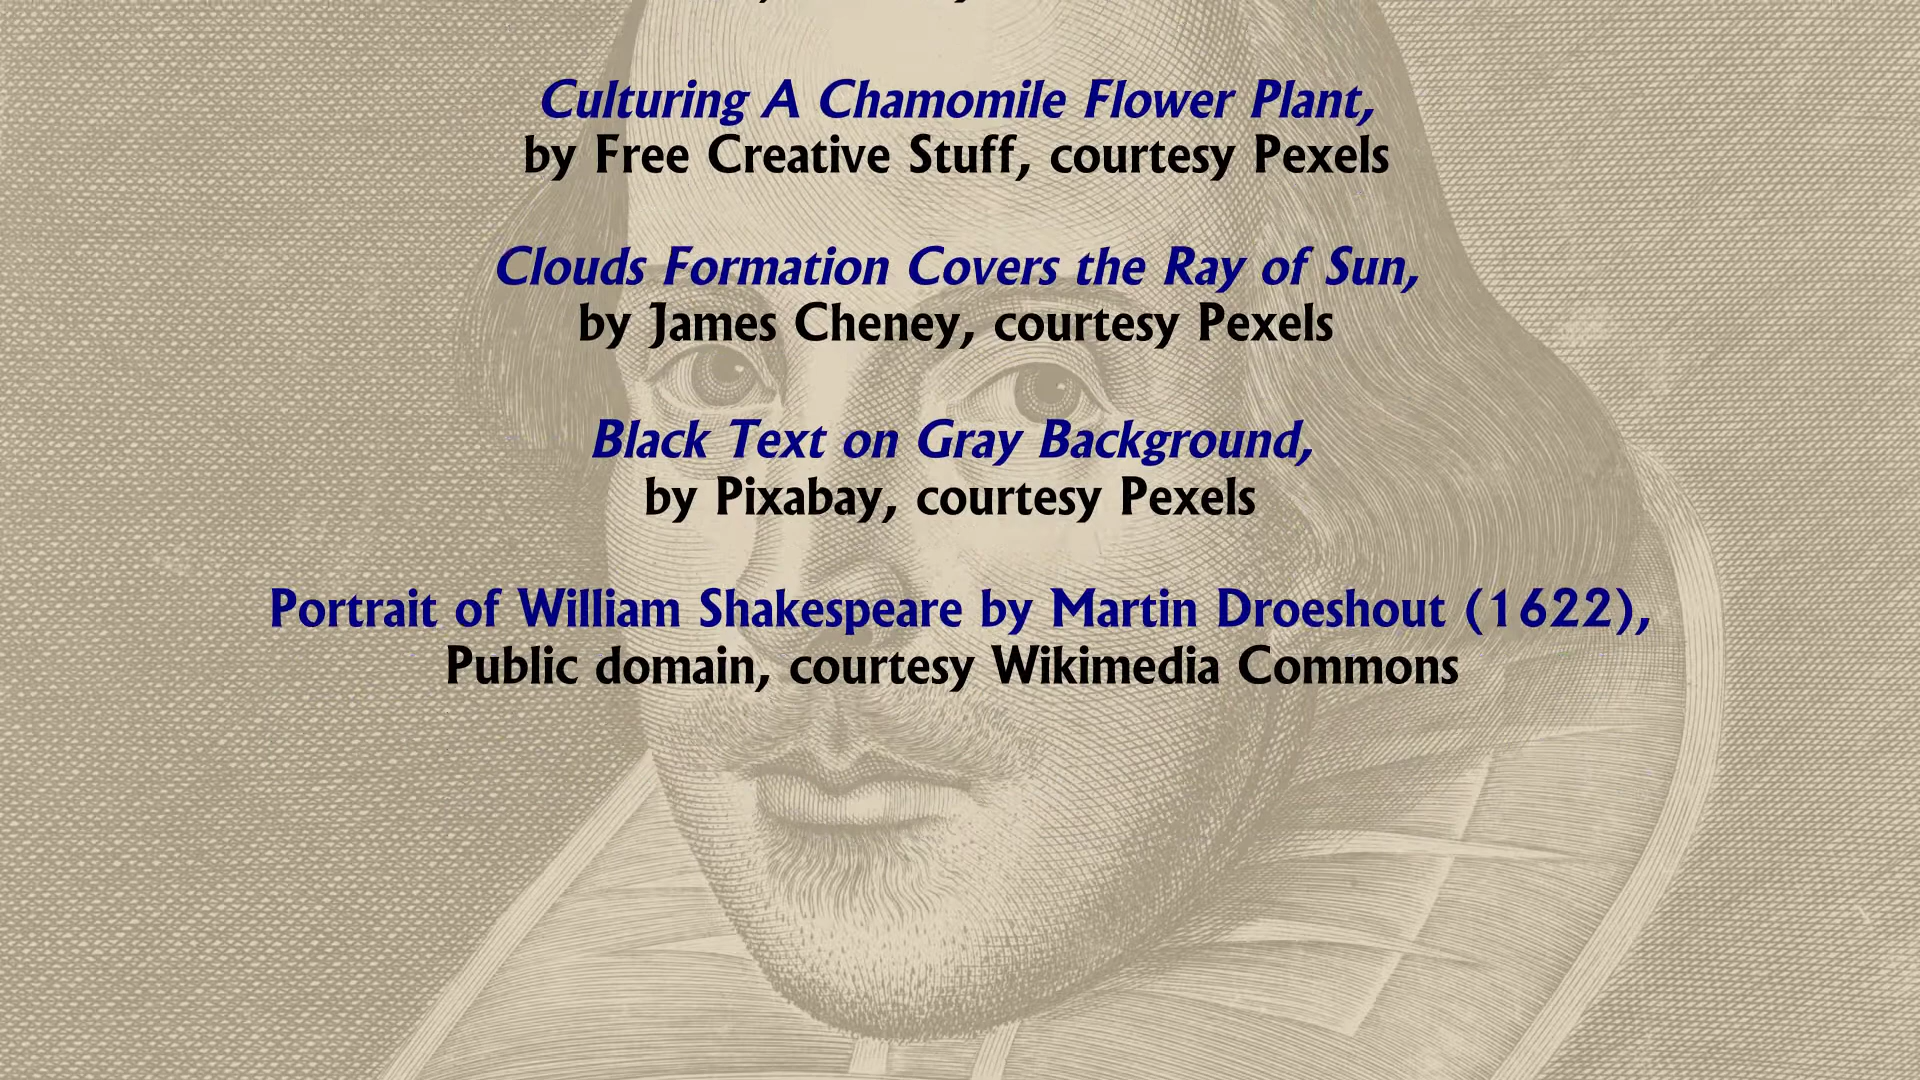 Culturing A Chamomile Flower Plant,
by Free Creative Stuff, courtesy Pexels
Clouds Formation Covers the Ray of Sun,
by James Cheney, courtesy Pexels
Black Text on Gray Background,
by Pixabay, courtesy Pexels
Portrait of William Shakespeare by Martin Droeshout (1622),
Public domain, courtesy Wikimedia Commons